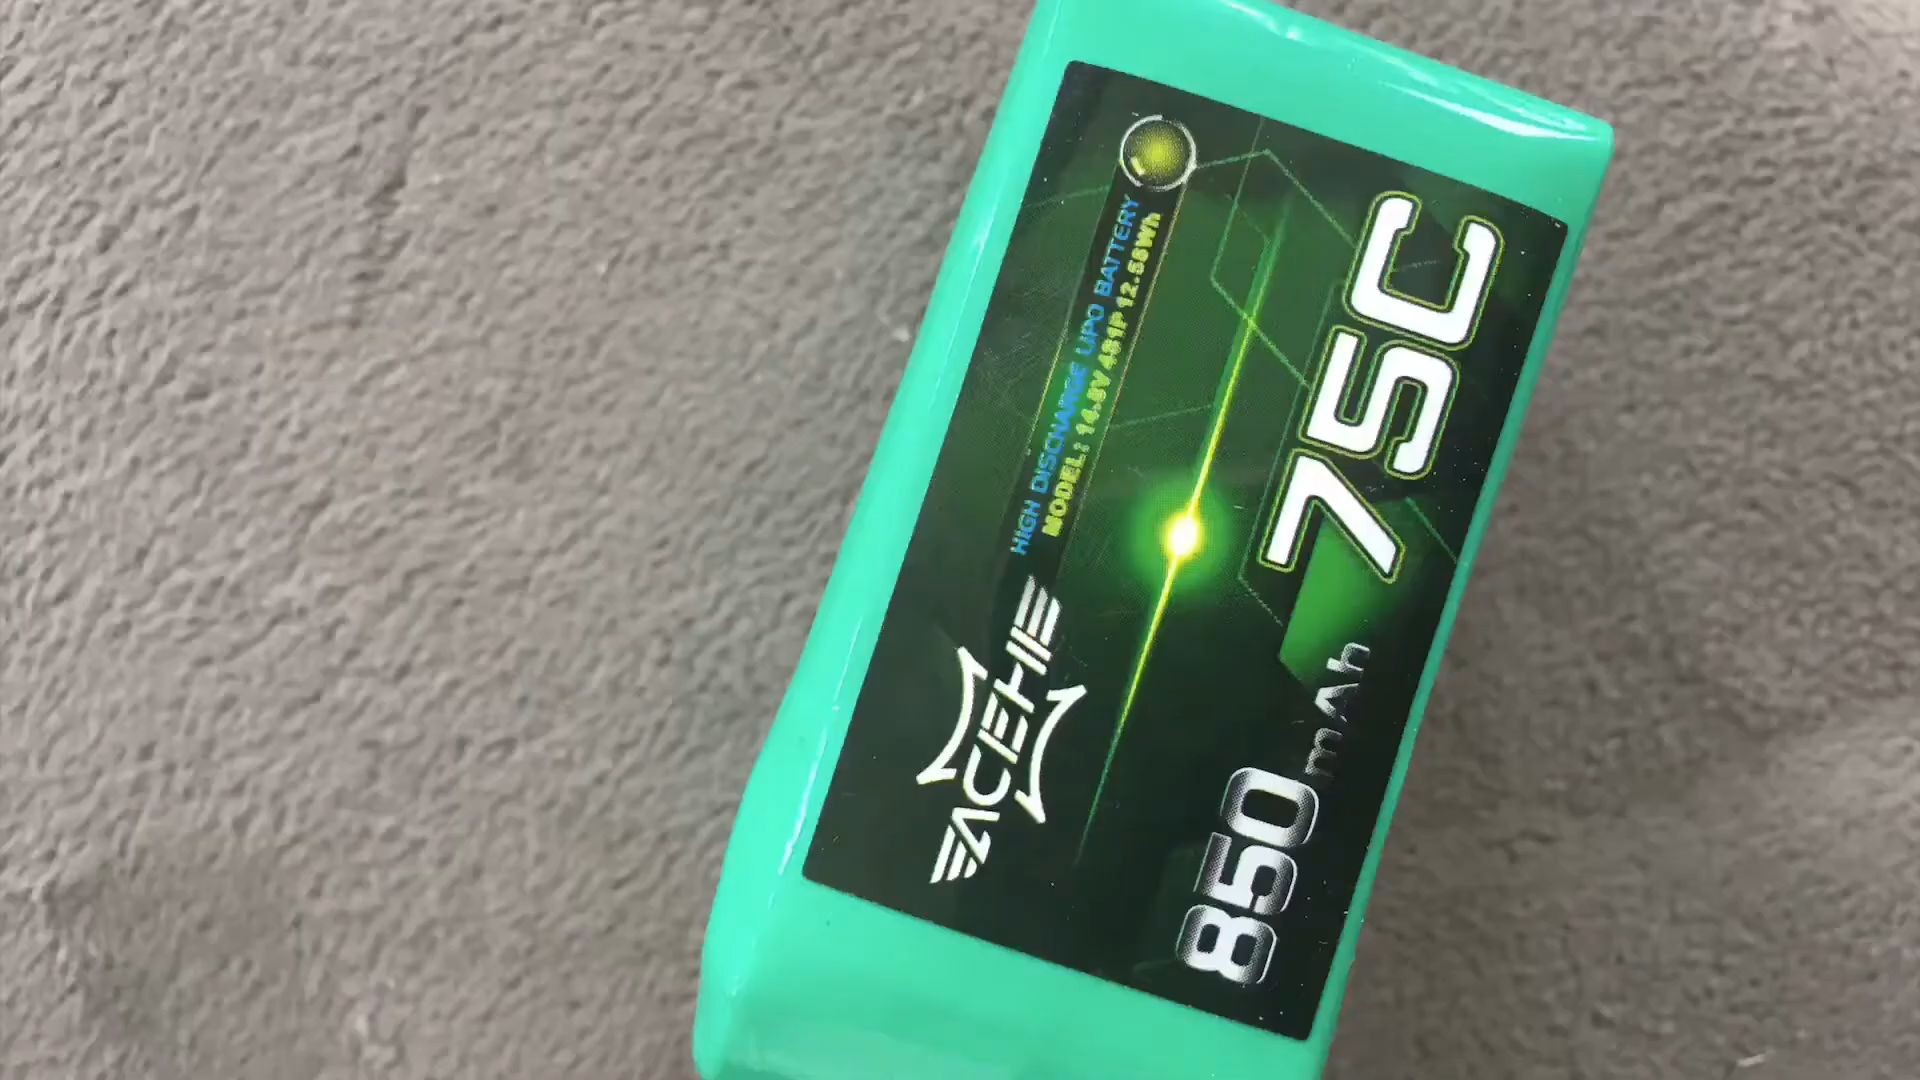 ACEHE
HIGH DISCHARGE LIPO BATTERY
MODEL: 14.8V 4S1P 12.58Wh
850mAh 75C